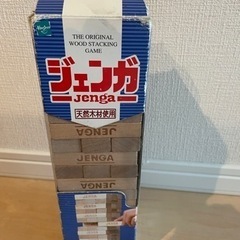 THE ORIGINAL
WOOD STACKING
GAME
ジェンガ
Jenga
天然木材使用
JENGA
JENGA
JENGA